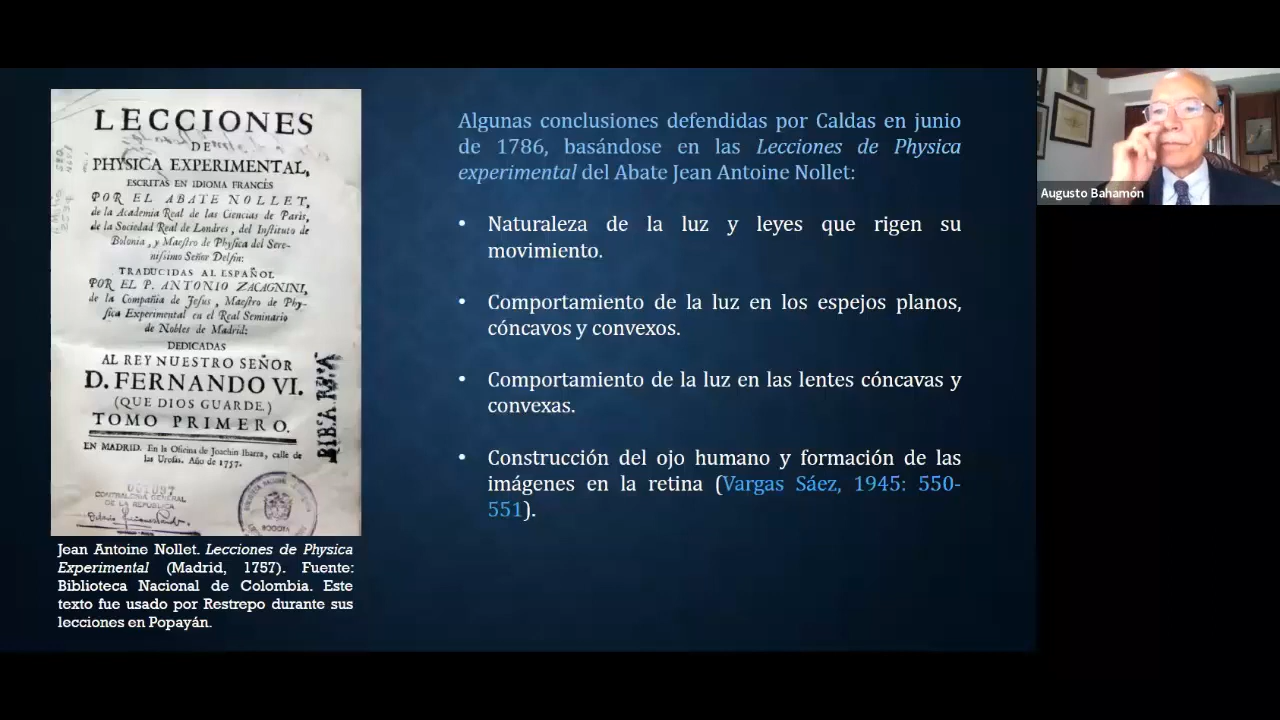 LECCIONES
DE
PHYSICA EXPERIMENTAL,
ESCRITAS EN IDIOMA FRANCÉS
POR EL ABATE NOLLET,
de la Academia Real de las Ciencias de Paris,
de la Sociedad Real de Londres, del Instituto de
Bolonia, y Maestro de Physica del Sere-
nissimo Señor Delfin:
TRADUCIDAS AL ESPAÑOL
POR EL P. ANTONIO ZACAGNINI,
de la Compañia de Jesus, Maestro de Phy-
sica Experimental en el Real Seminario
de Nobles de Madrid:
DEDICADAS
AL REY NUESTRO SEÑOR
D. FERNANDO VI.
(QUE DIOS GUARDE.)
TOMO PRIMERO.
EN MADRID. En la Oficina de Joachin Ibarra, calle de
las Urosas. Año de 1757.
CONTRALORIA GENERAL
DE LA REPUBLICA
BOGOTA
Jean Antoine Nollet. Lecciones de Physica
Experimental (Madrid, 1757). Fuente:
Biblioteca Nacional de Colombia. Este
texto fue usado por Restrepo durante sus
lecciones en Popayán.
Algunas conclusiones defendidas por Caldas en junio
de 1786, basándose en las Lecciones de Physica
experimental del Abate Jean Antoine Nollet:
• Naturaleza de la luz y leyes que rigen su
movimiento.
• Comportamiento de la luz en los espejos planos,
cóncavos y convexos.
• Comportamiento de la luz en las lentes cóncavas y
convexas.
• Construcción del ojo humano y formación de las
imágenes en la retina (Vargas Sáez, 1945: 550-
551).
Augusto Bahamón